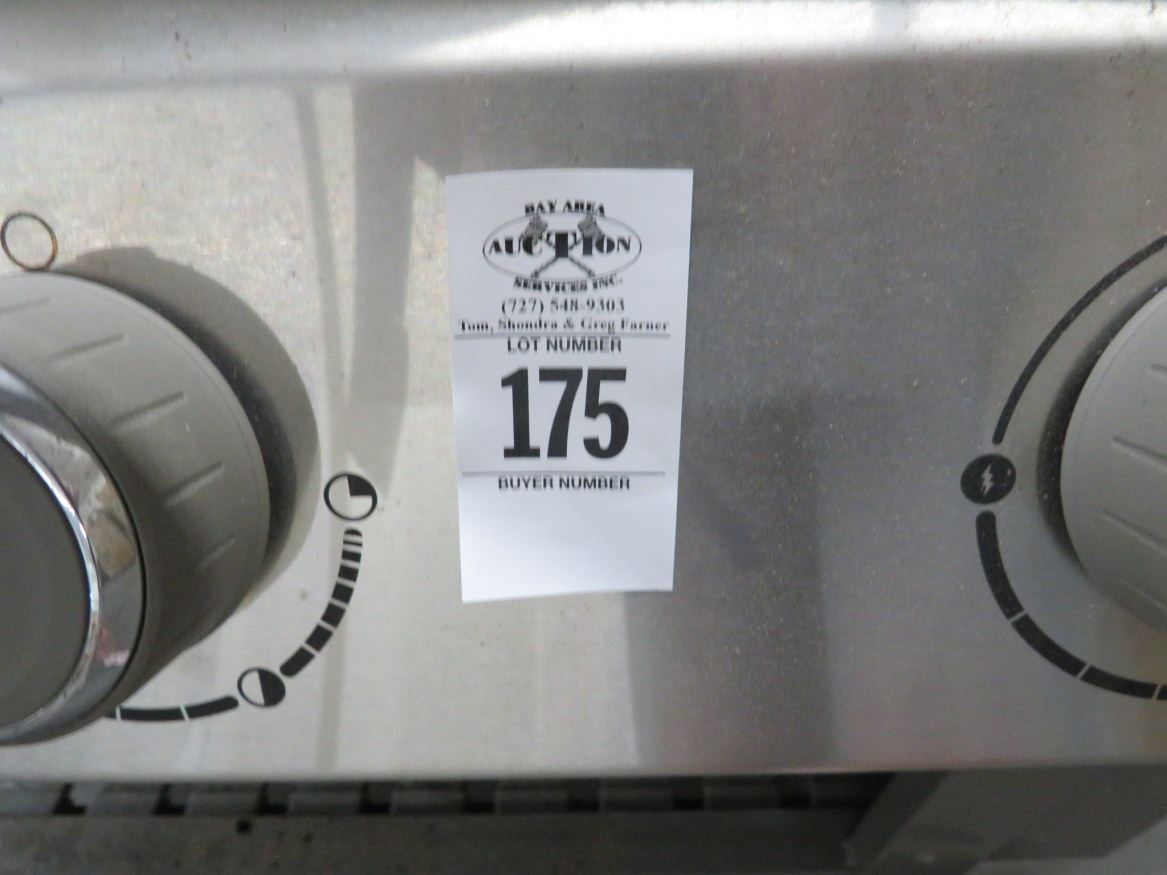 BAY AREA
AUCTION
SERVICES INC.
(727) 548-9303
Tom, Shondra & Greg Farner
LOT NUMBER
175
BUYER NUMBER